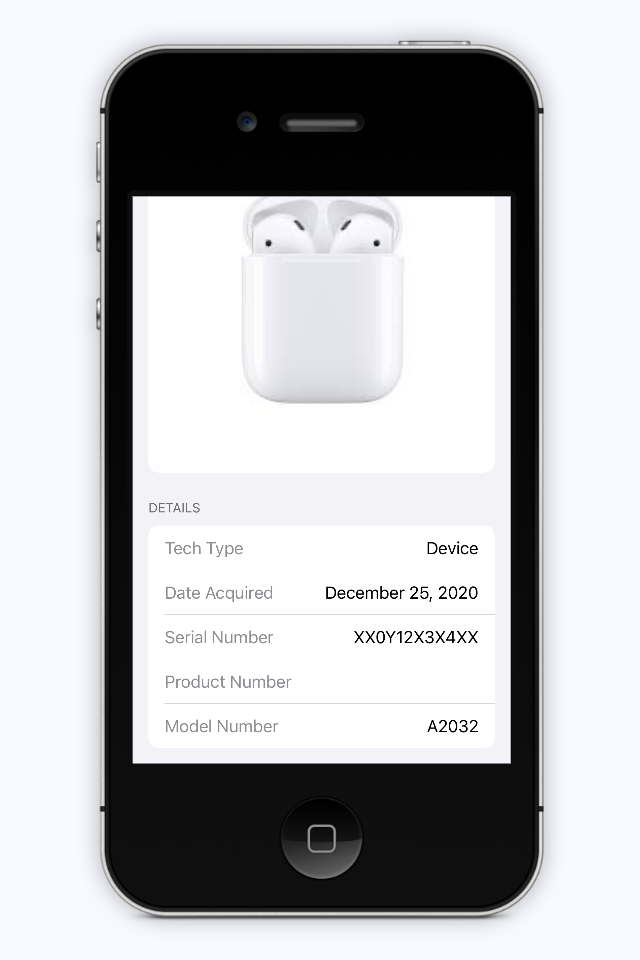 DETAILS
Tech Type Device
Date Acquired December 25, 2020
Serial Number XX0Y12X3X4XX
Product Number
Model Number A2032